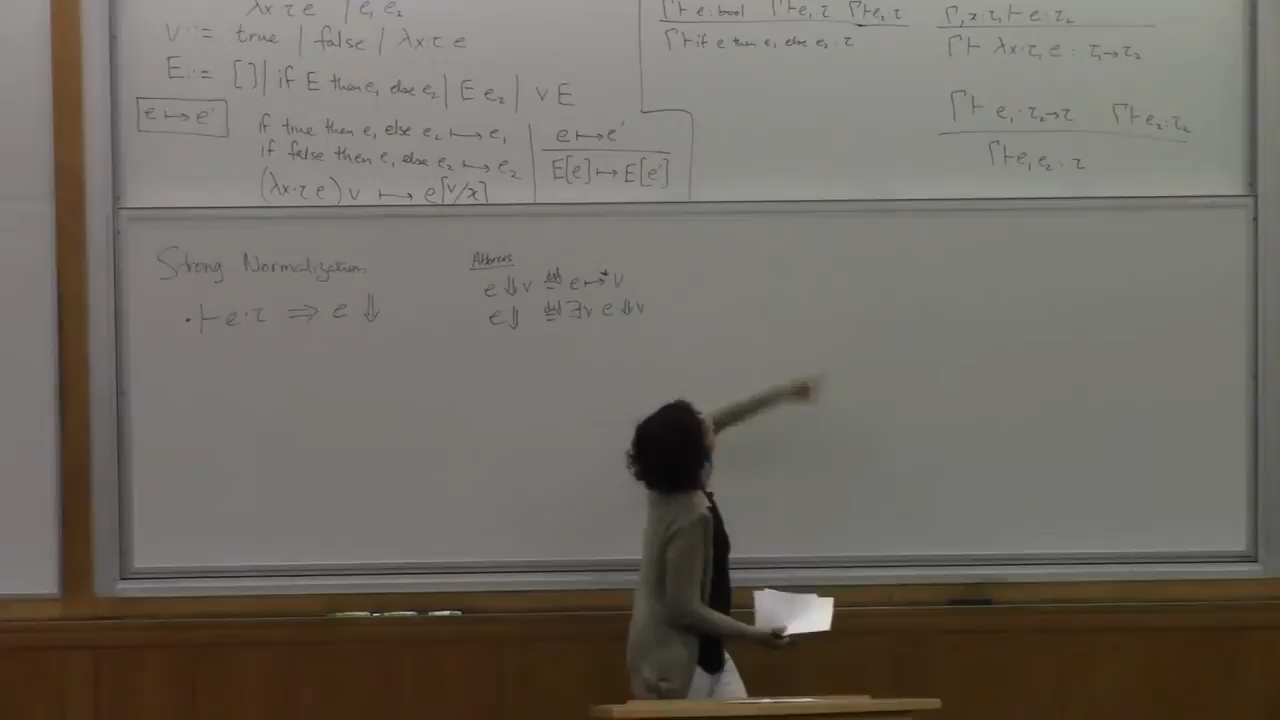 λx:τ.e | e₁ e₂
v ::= true | false | λx:τ.e
E ::= [] | if E then e₁ else e₂ | E e₂ | v E
e ↦ e'
if true then e₁ else e₂ ↦ e₁
if false then e₁ else e₂ ↦ e₂
(λx:τ.e) v ↦ e[v/x]
e ↦ e'
E[e] ↦ E[e']
Γ ⊢ e : bool Γ ⊢ e₁ : τ Γ ⊢ e₂ : τ
Γ ⊢ if e then e₁ else e₂ : τ
Γ, x:τ₁ ⊢ e : τ₂
Γ ⊢ λx:τ₁.e : τ₁→τ₂
Γ ⊢ e₁ : τ₂→τ Γ ⊢ e₂ : τ₂
Γ ⊢ e₁ e₂ : τ
Strong Normalization
· ⊢ e : τ ⇒ e ⇓
e ⇓ v ≝ e ↦* v
e ⇓ ≝ ∃v e ⇓ v